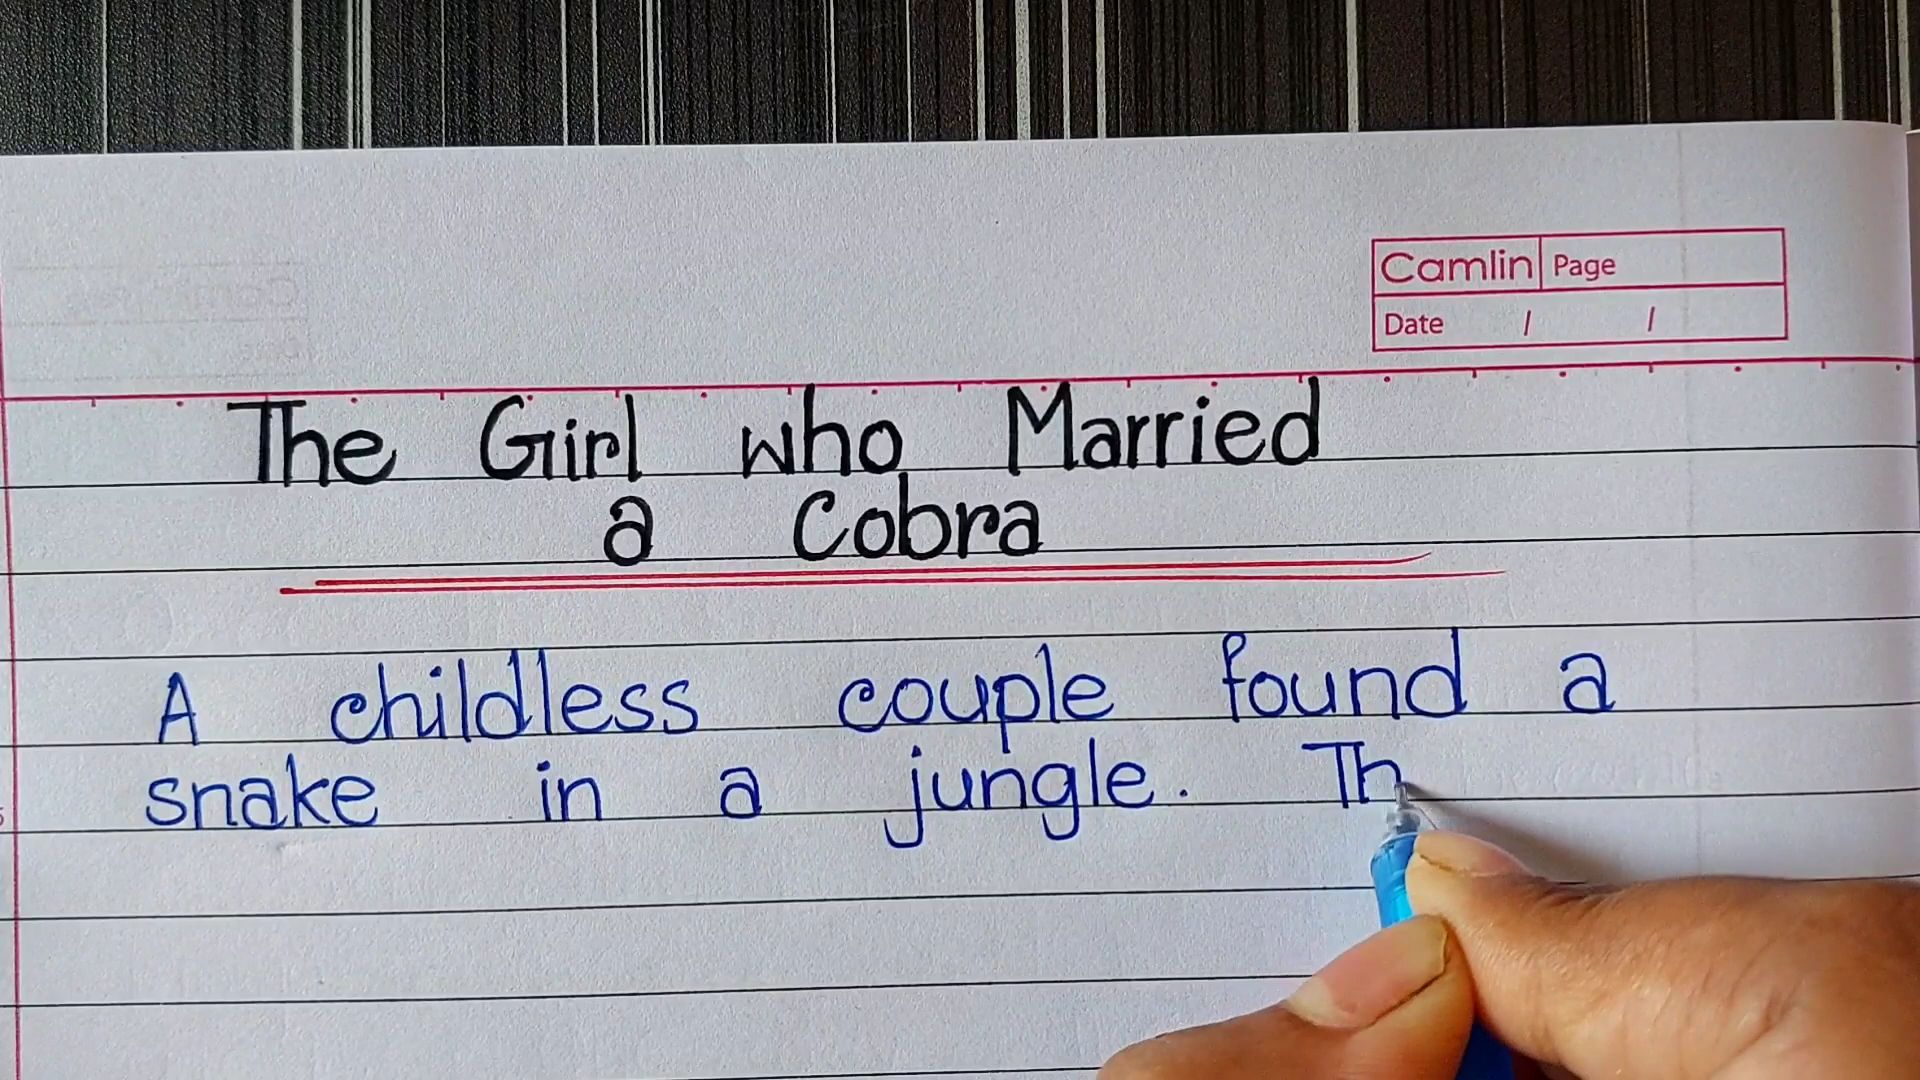 Camlin Page
Date / /
The Girl who Married
a Cobra
A childless couple found a
snake in a jungle. Th